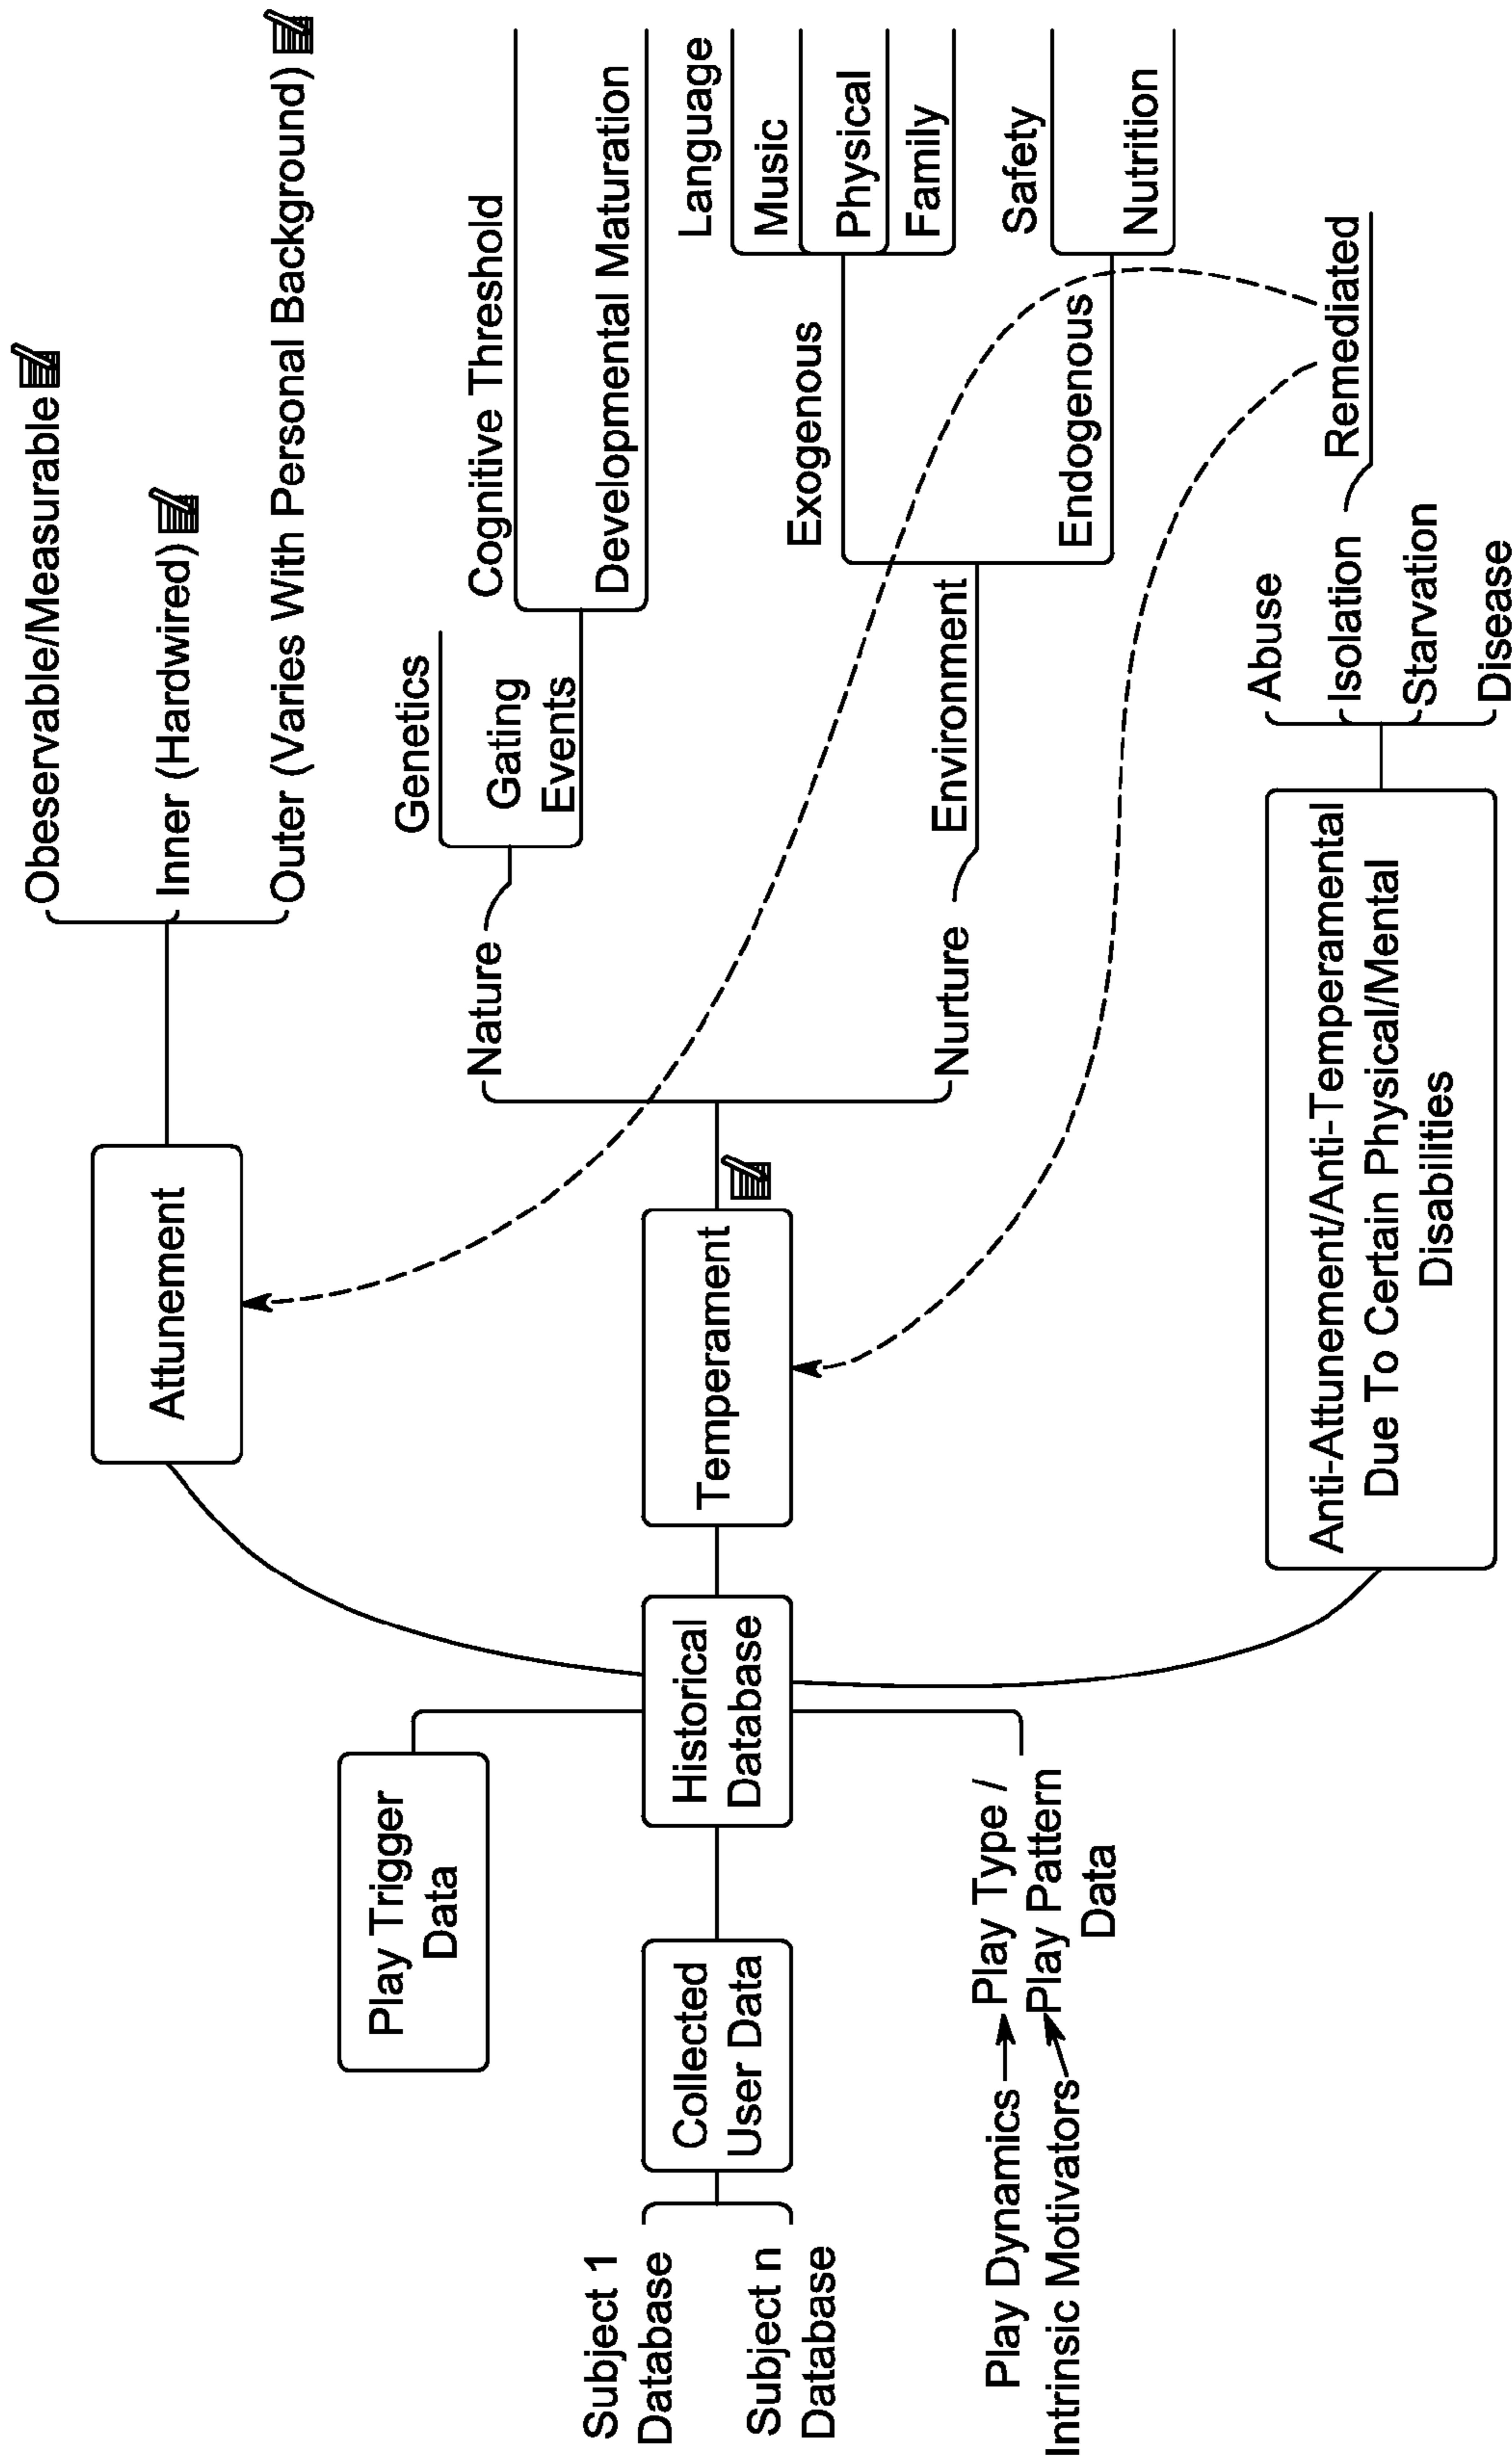 Subject 1
Database
Subject n
Database
Collected
User Data
Play Trigger
Data
Historical
Database
Play Dynamics
Intrinsic Motivators
Play Type /
Play Pattern
Data
Attunement
Obeservable/Measurable
Inner (Hardwired)
Outer (Varies With Personal Background)
Temperament
Nature
Genetics
Gating
Events
Cognitive Threshold
Developmental Maturation
Nurture
Environment
Exogenous
Language
Music
Physical
Family
Endogenous
Safety
Nutrition
Anti-Attunement/Anti-Temperamental
Due To Certain Physical/Mental
Disabilities
Abuse
Isolation
Remediated
Starvation
Disease